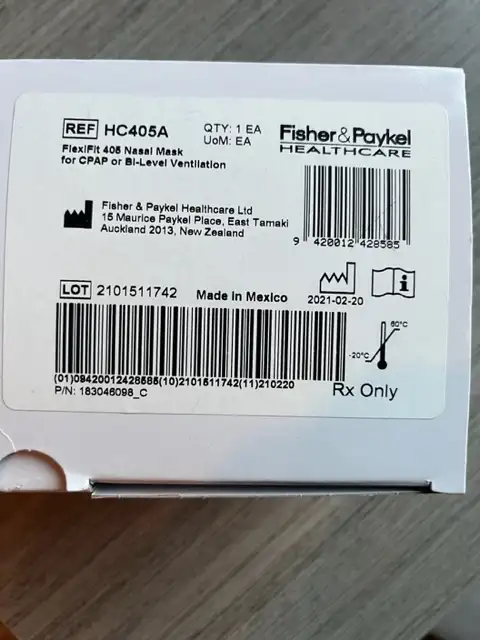 REF HC405A
QTY: 1 EA
UoM: EA
Fisher & Paykel
HEALTHCARE
FlexiFit 405 Nasal Mask
for CPAP or Bi-Level Ventilation
Fisher & Paykel Healthcare Ltd
15 Maurice Paykel Place, East Tamaki
Auckland 2013, New Zealand
9 420012 428585
LOT 2101511742
Made in Mexico
2021-02-20
i
60°C
-20°C
(01)09420012428585(10)2101511742(11)210220
P/N: 183046098_C
Rx Only